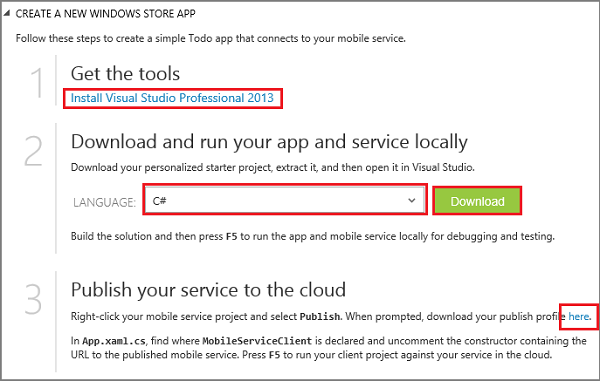 CREATE A NEW WINDOWS STORE APP
Follow these steps to create a simple Todo app that connects to your mobile service.
1
Get the tools
Install Visual Studio Professional 2013
2
Download and run your app and service locally
Download your personalized starter project, extract it, and then open it in Visual Studio.
LANGUAGE: C# Download
Build the solution and then press F5 to run the app and mobile service locally for debugging and testing.
3
Publish your service to the cloud
Right-click your mobile service project and select Publish. When prompted, download your publish profile here.
In App.xaml.cs, find where MobileServiceClient is declared and uncomment the constructor containing the
URL to the published mobile service. Press F5 to run your client project against your service in the cloud.